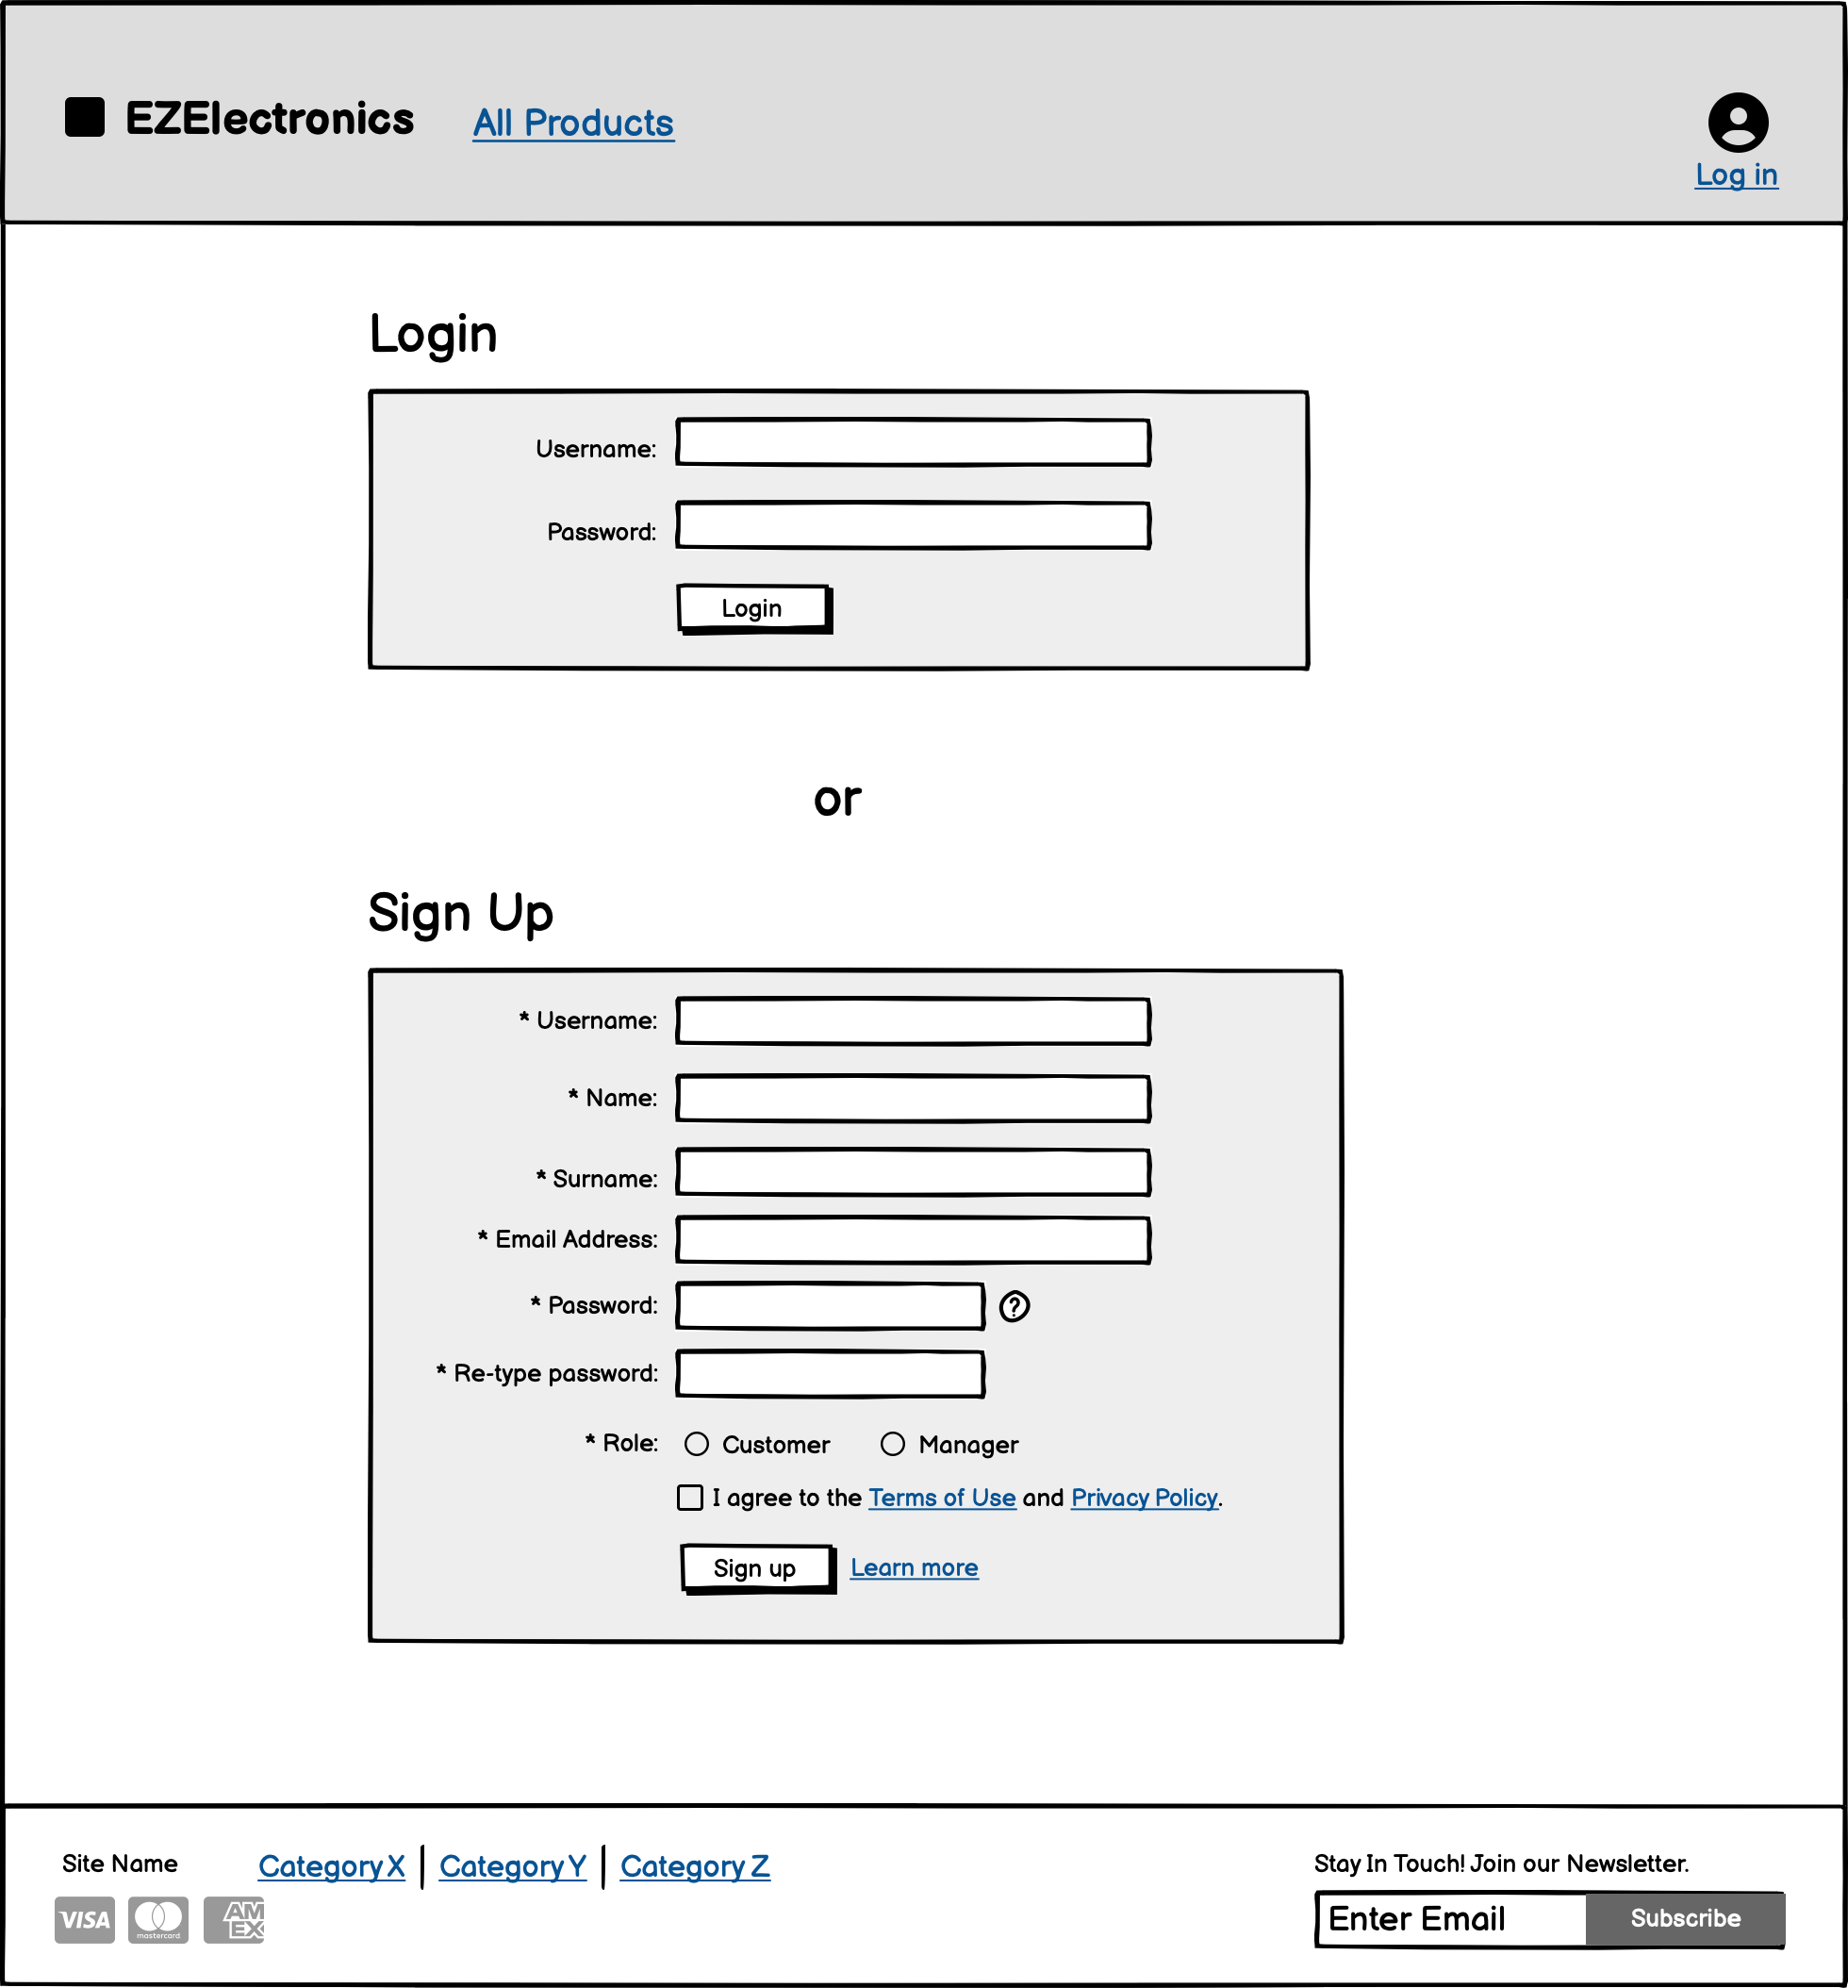 EZElectronics All Products
Log in
Login
Username:
Password:
Login
or
Sign Up
* Username:
* Name:
* Surname:
* Email Address:
* Password: ?
* Re-type password:
* Role: Customer Manager
I agree to the Terms of Use and Privacy Policy.
Sign up Learn more
Site Name Category X Category Y Category Z
VISA mastercard AM EX
Stay In Touch! Join our Newsletter.
Enter Email Subscribe